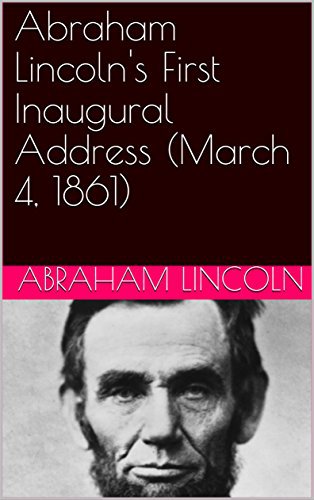 Abraham
Lincoln's First
Inaugural
Address (March
4, 1861)
ABRAHAM LINCOLN